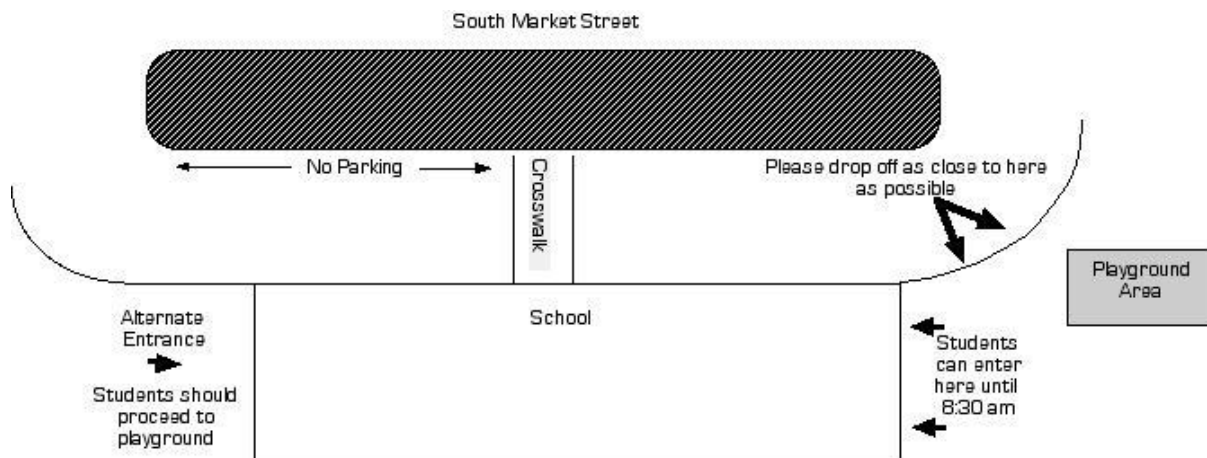 South Market Street
No Parking
Crosswalk
Please drop off as close to here
as possible
Playground
Area
Alternate
Entrance
Students should
proceed to
playground
School
Students
can enter
here until
8:30 am